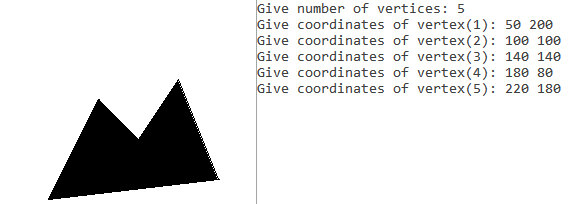 Give number of vertices: 5
Give coordinates of vertex(1): 50 200
Give coordinates of vertex(2): 100 100
Give coordinates of vertex(3): 140 140
Give coordinates of vertex(4): 180 80
Give coordinates of vertex(5): 220 180